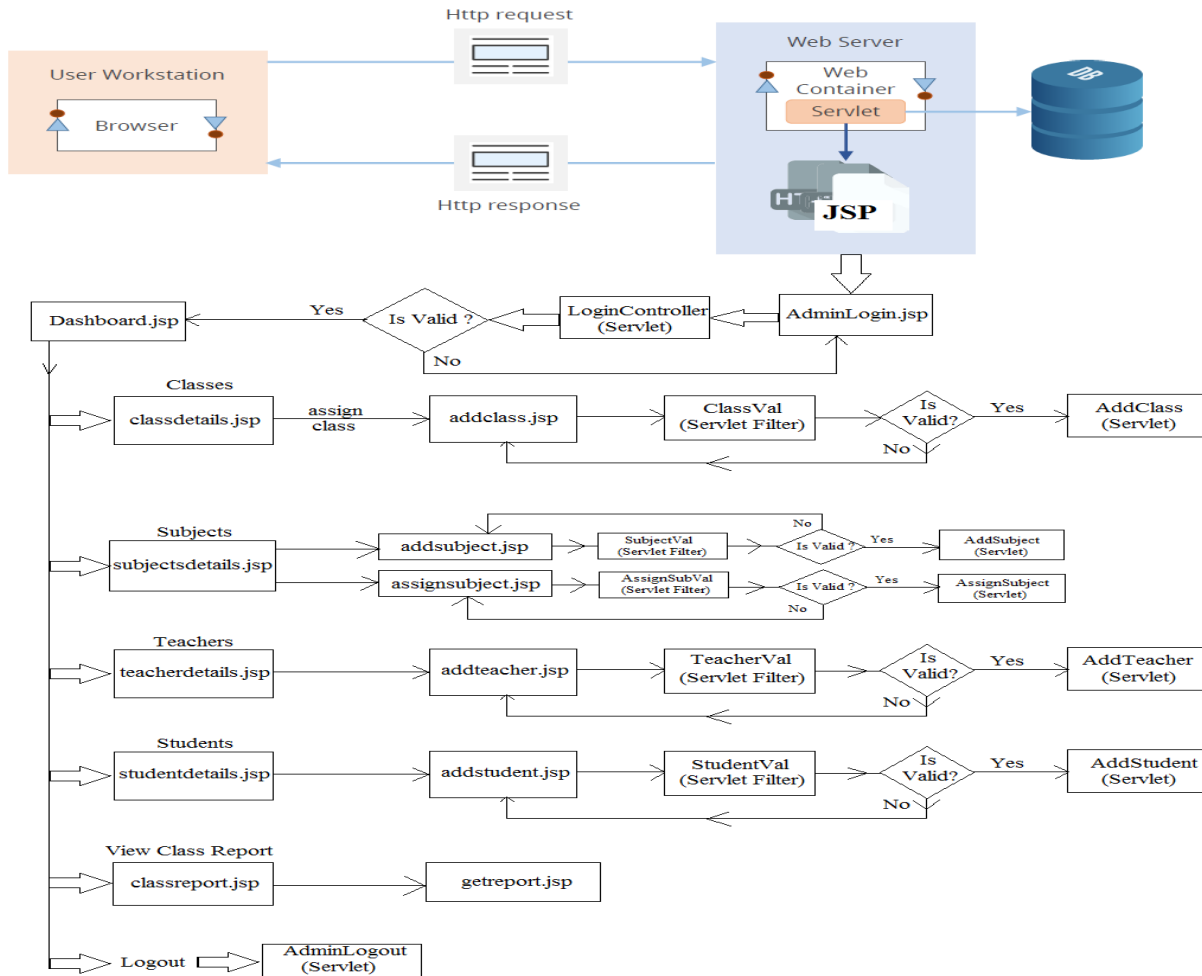 Http request
User Workstation
Browser
Web Server
Web
Container
Servlet
DB
Http response
JSP
Dashboard.jsp
Yes
Is Valid ?
No
LoginController
(Servlet)
AdminLogin.jsp
Classes
classdetails.jsp
assign
class
addclass.jsp
ClassVal
(Servlet Filter)
Is
Valid?
No
Yes
AddClass
(Servlet)
Subjects
subjectsdetails.jsp
addsubject.jsp
SubjectVal
(Servlet Filter)
No
Is Valid ?
Yes
AddSubject
(Servlet)
assignsubject.jsp
AssignSubVal
(Servlet Filter)
Is Valid ?
No
Yes
AssignSubject
(Servlet)
Teachers
teacherdetails.jsp
addteacher.jsp
TeacherVal
(Servlet Filter)
Is
Valid?
No
Yes
AddTeacher
(Servlet)
Students
studentdetails.jsp
addstudent.jsp
StudentVal
(Servlet Filter)
Is
Valid?
No
Yes
AddStudent
(Servlet)
View Class Report
classreport.jsp
getreport.jsp
Logout
AdminLogout
(Servlet)